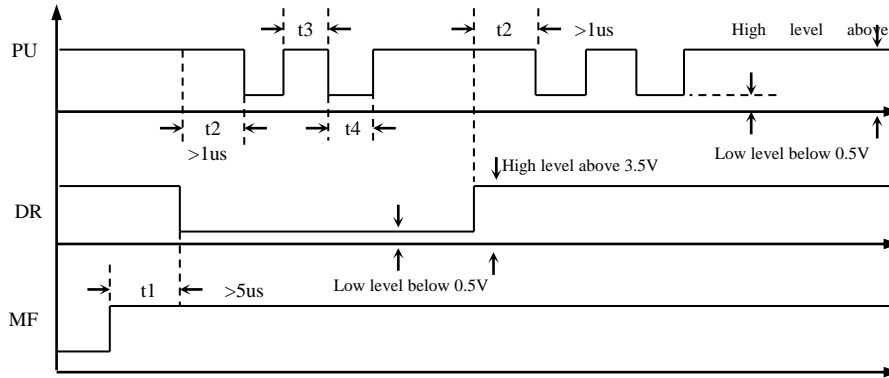 t3
t2
>1us
High level above
PU
t2
t4
>1us
Low level below 0.5V
High level above 3.5V
DR
Low level below 0.5V
t1
>5us
MF